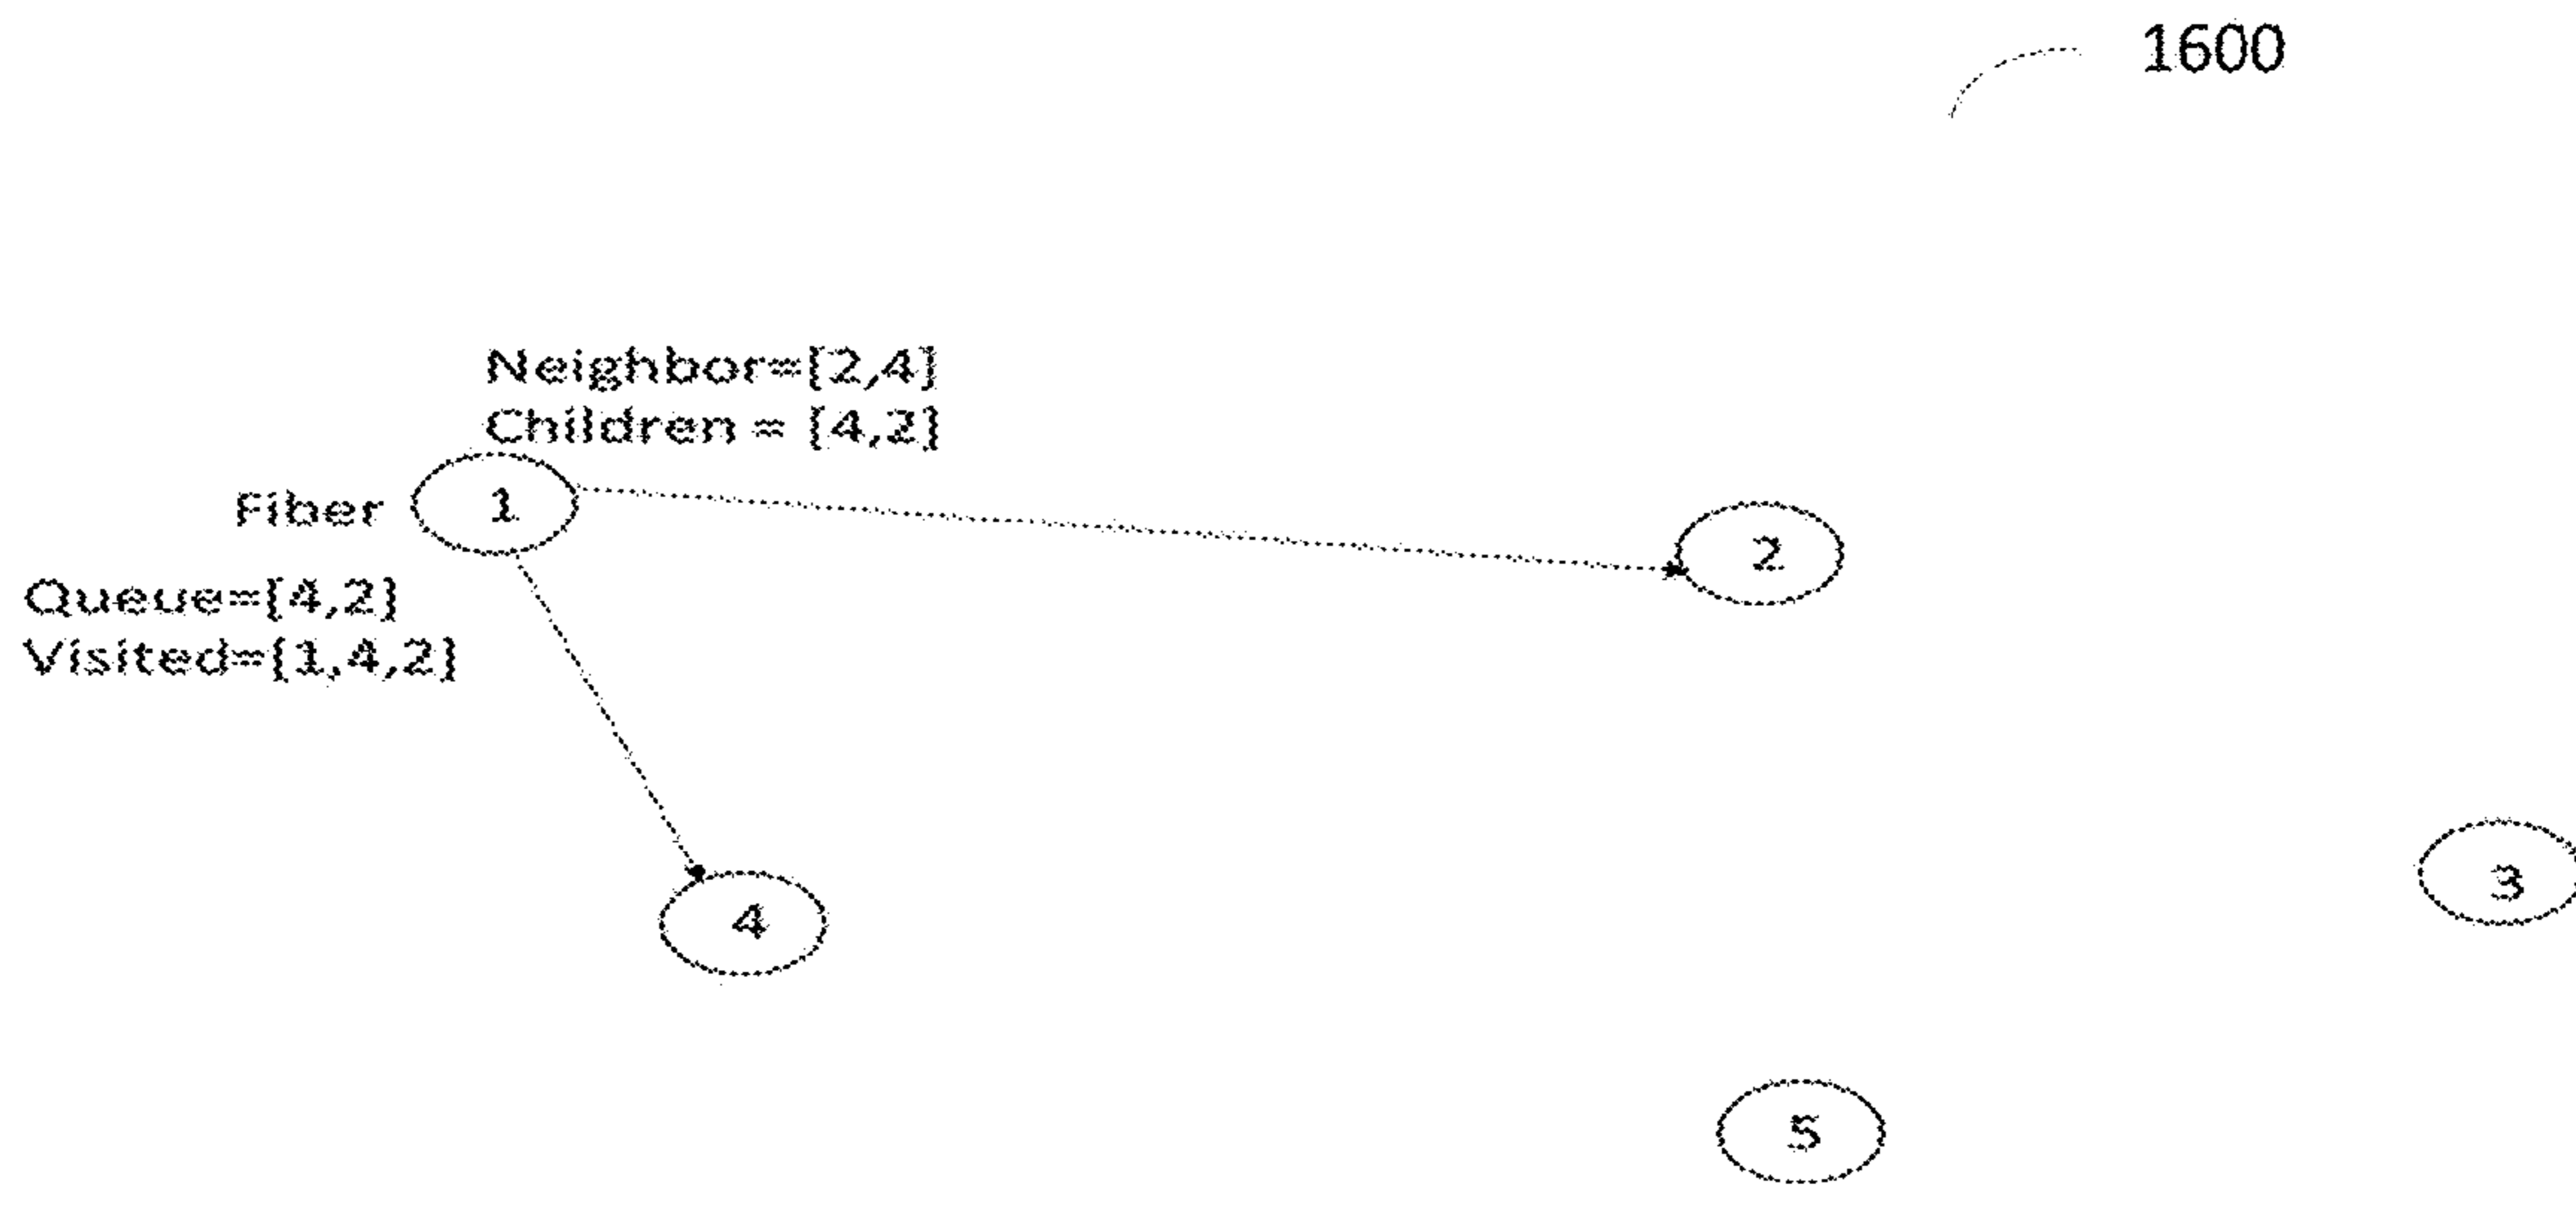 1600
Neighbor=[2,4]
Children = [4,2]
Fiber
1
2
Queue=[4,2]
Visited=[1,4,2]
3
4
5